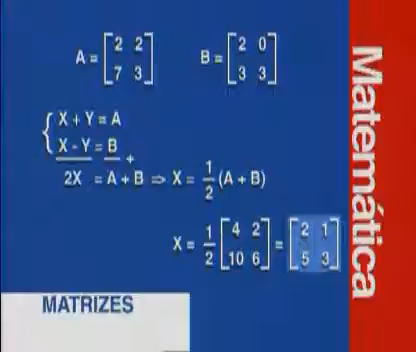 A = [2 2
7 3]
B = [2 0
3 3]
{X + Y = A
X - Y = B
+
2X = A + B ⇒ X = 1/2 (A + B)
X = 1/2 [4 2
10 6] = [2 1
5 3]
MATRIZES
Matemática